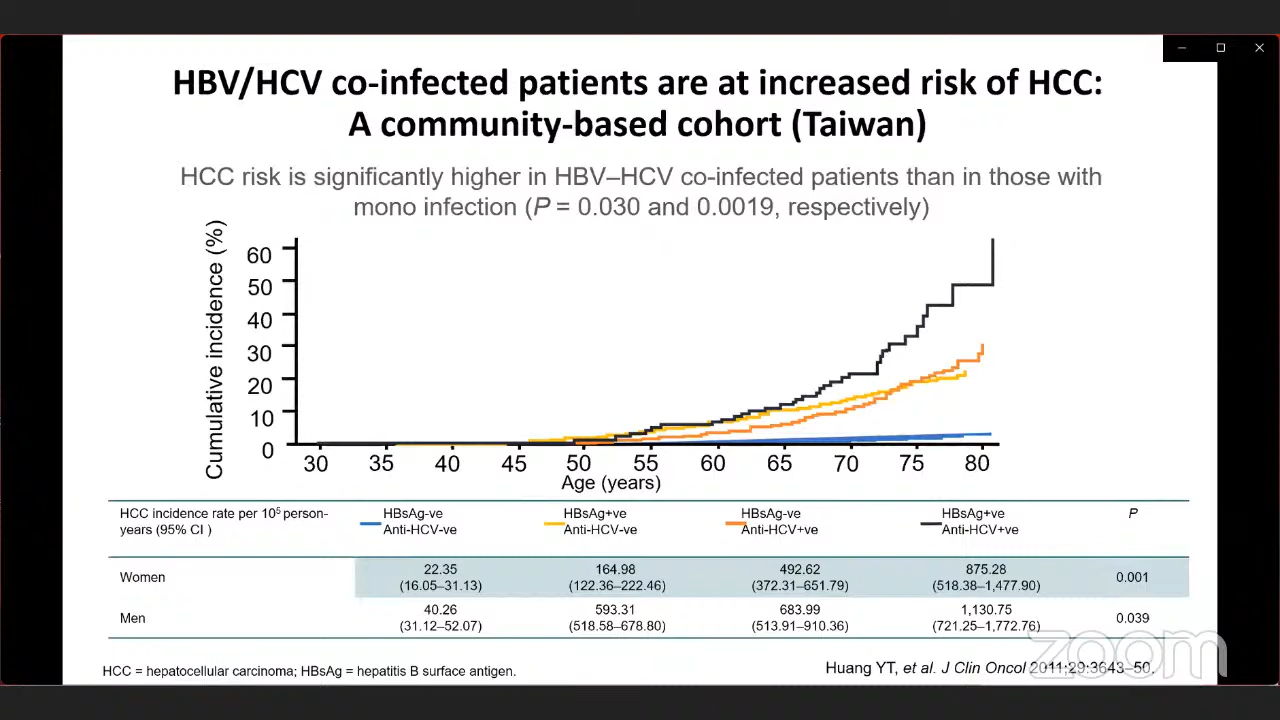 HBV/HCV co-infected patients are at increased risk of HCC:
A community-based cohort (Taiwan)
HCC risk is significantly higher in HBV–HCV co-infected patients than in those with
mono infection (P = 0.030 and 0.0019, respectively)
Cumulative incidence (%)
60
50
40
30
20
10
0
30 35 40 45 50 55 60 65 70 75 80
Age (years)
HCC incidence rate per 10⁵ person-
years (95% CI )
HBsAg-ve
Anti-HCV-ve
HBsAg+ve
Anti-HCV-ve
HBsAg-ve
Anti-HCV+ve
HBsAg+ve
Anti-HCV+ve
P
Women
22.35
(16.05–31.13)
164.98
(122.36–222.46)
492.62
(372.31–651.79)
875.28
(518.38–1,477.90)
0.001
Men
40.26
(31.12–52.07)
593.31
(518.58–678.80)
683.99
(513.91–910.36)
1,130.75
(721.25–1,772.76)
0.039
HCC = hepatocellular carcinoma; HBsAg = hepatitis B surface antigen.
Huang YT, et al. J Clin Oncol 2011;29:3643–50.
zoom